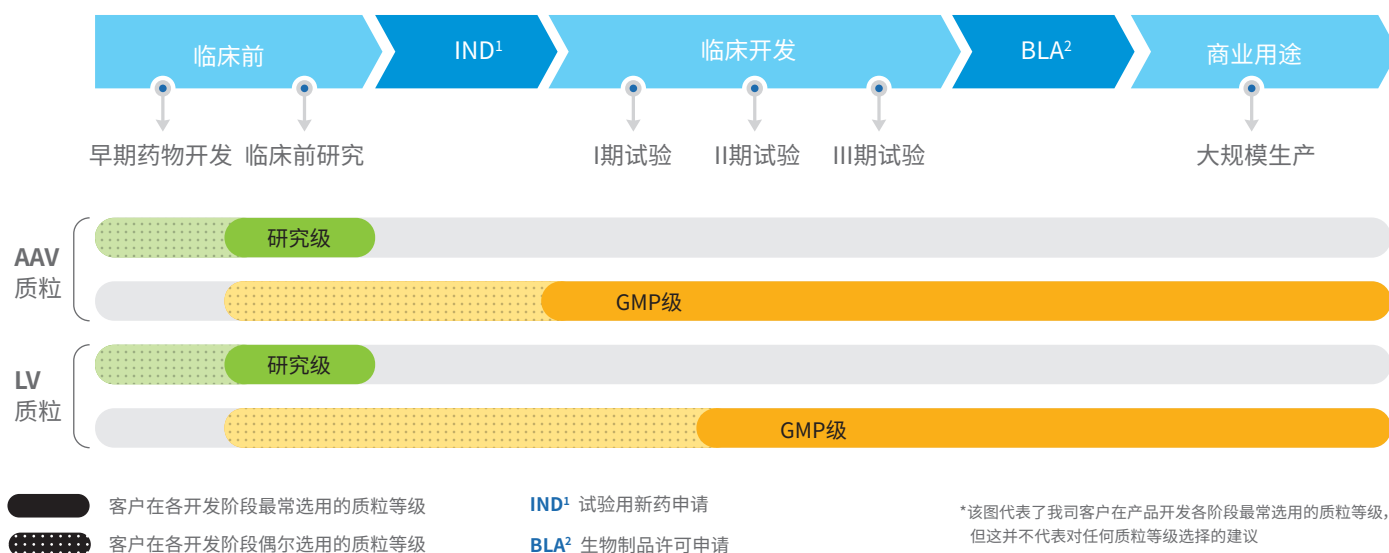 临床前
IND¹
临床开发
BLA²
商业用途
早期药物开发
临床前研究
I期试验
II期试验
III期试验
大规模生产
AAV
质粒
研究级
GMP级
LV
质粒
研究级
GMP级
客户在各开发阶段最常选用的质粒等级
客户在各开发阶段偶尔选用的质粒等级
IND¹ 试验用新药申请
BLA² 生物制品许可申请
*该图代表了我司客户在产品开发各阶段最常选用的质粒等级，
但这并不代表对任何质粒等级选择的建议